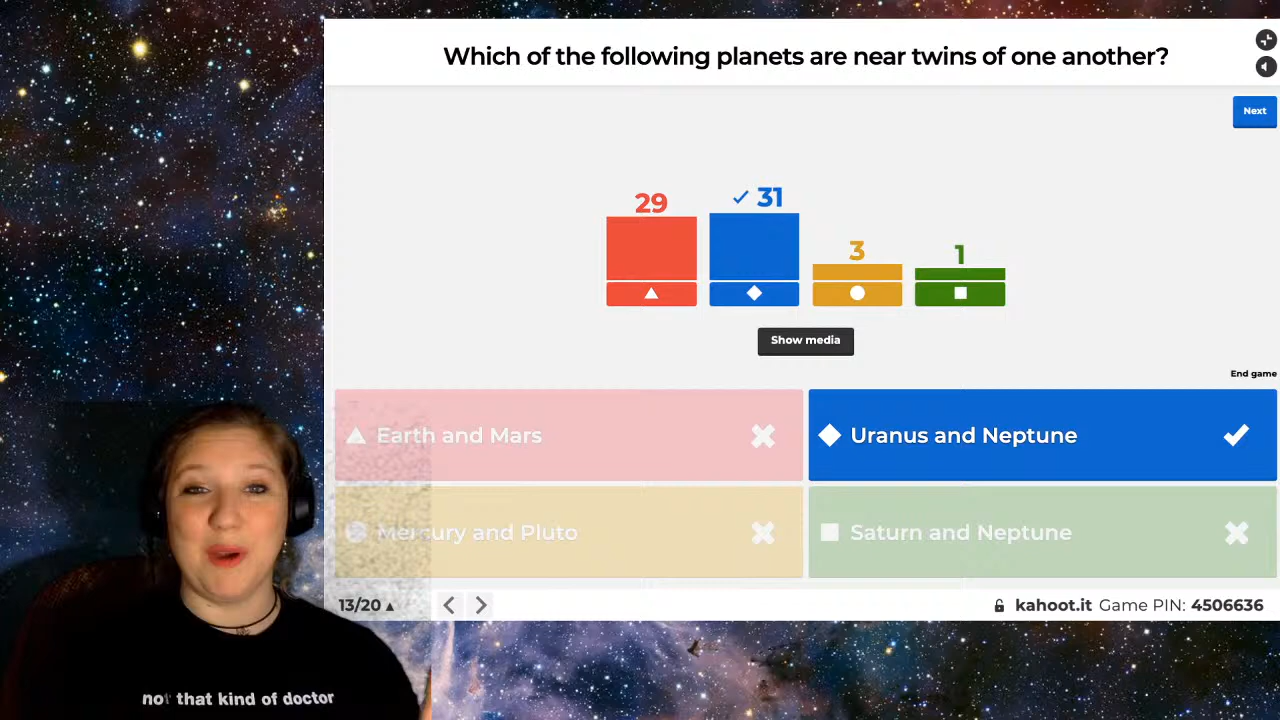 Which of the following planets are near twins of one another?
Next
29
31
3
1
Show media
End game
Earth and Mars
Uranus and Neptune
Mercury and Pluto
Saturn and Neptune
13/20
kahoot.it Game PIN: 4506636
not that kind of doctor